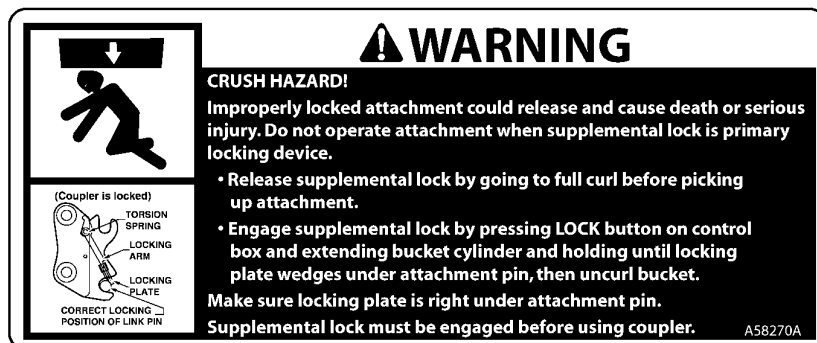 WARNING
CRUSH HAZARD!
Improperly locked attachment could release and cause death or serious
injury. Do not operate attachment when supplemental lock is primary
locking device.
• Release supplemental lock by going to full curl before picking
up attachment.
• Engage supplemental lock by pressing LOCK button on control
box and extending bucket cylinder and holding until locking
plate wedges under attachment pin, then uncurl bucket.
Make sure locking plate is right under attachment pin.
Supplemental lock must be engaged before using coupler.
A58270A
(Coupler is locked)
TORSION
SPRING
LOCKING
ARM
LOCKING
PLATE
CORRECT LOCKING
POSITION OF LINK PIN